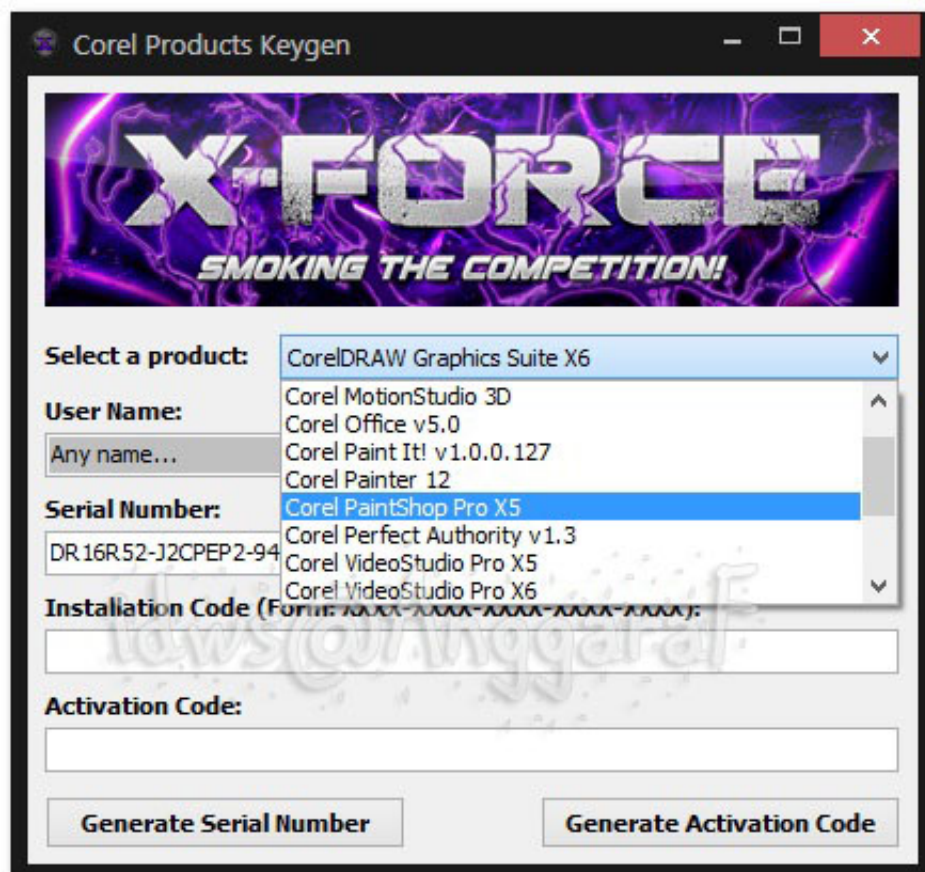 Corel Products Keygen
X-FORCE
SMOKING THE COMPETITION!
Select a product:
CorelDRAW Graphics Suite X6
Corel MotionStudio 3D
Corel Office v5.0
Corel Paint It! v1.0.0.127
Corel Painter 12
Corel PaintShop Pro X5
Corel Perfect Authority v1.3
Corel VideoStudio Pro X5
Corel VideoStudio Pro X6
User Name:
Any name...
Serial Number:
DR16R52-J2CPEP2-94
Installation Code (Form: XXXX-XXXX-XXXX-XXXX-XXXX):
Idws@AnggaraF
Activation Code:
Generate Serial Number
Generate Activation Code